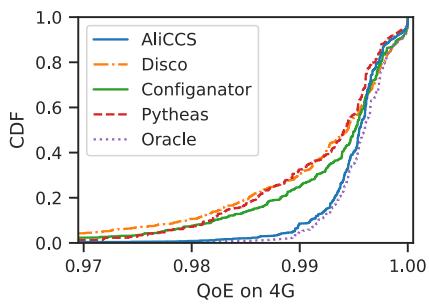 AliCCS
Disco
Configanator
Pytheas
Oracle
CDF
1.0
0.8
0.6
0.4
0.2
0.0
0.97
0.98
0.99
1.00
QoE on 4G